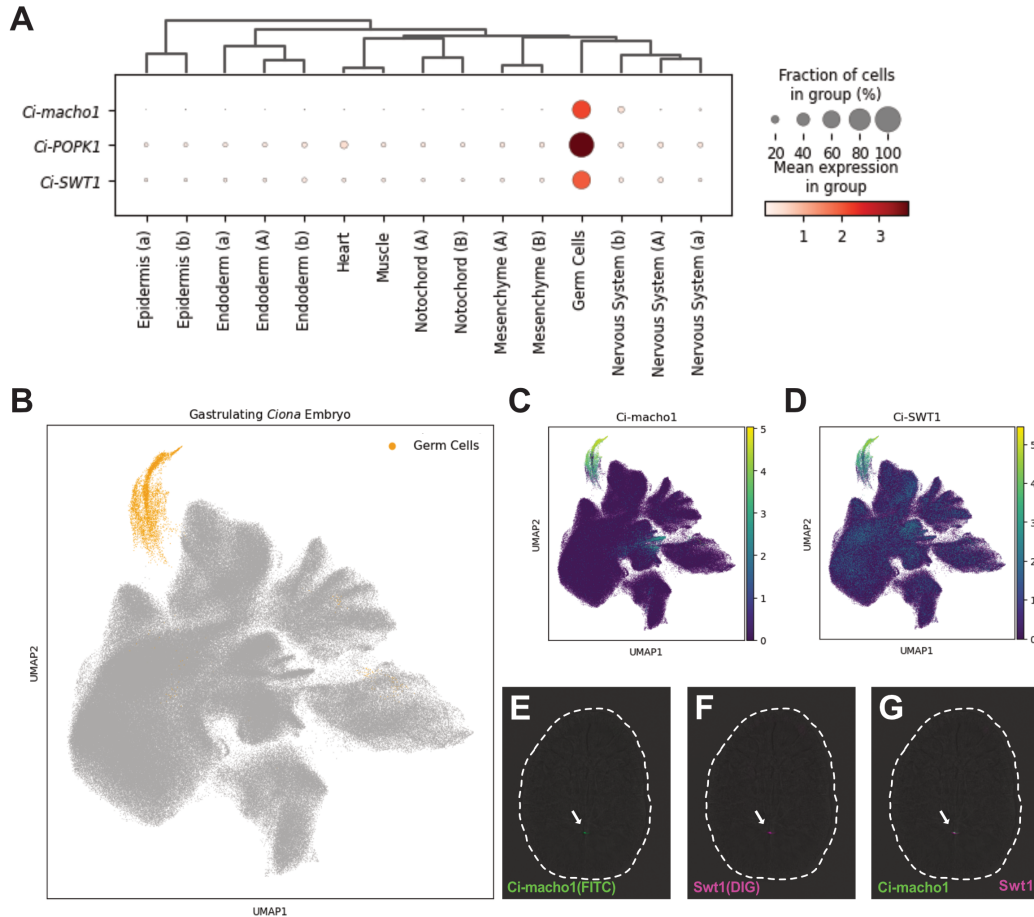 A
Ci-macho1
Ci-POPK1
Ci-SWT1
Fraction of cells
in group (%)
20 40 60 80 100
Mean expression
in group
1 2 3
Epidermis (a)
Epidermis (b)
Endoderm (a)
Endoderm (A)
Endoderm (b)
Heart
Muscle
Notochord (A)
Notochord (B)
Mesenchyme (A)
Mesenchyme (B)
Germ Cells
Nervous System (b)
Nervous System (A)
Nervous System (a)
B
Gastrulating Ciona Embryo
Germ Cells
UMAP2
UMAP1
C
Ci-macho1
5
4
3
2
1
0
UMAP2
UMAP1
D
Ci-SWT1
5
4
3
2
1
0
UMAP2
UMAP1
E
Ci-macho1(FITC)
F
Swt1(DIG)
G
Ci-macho1 Swt1